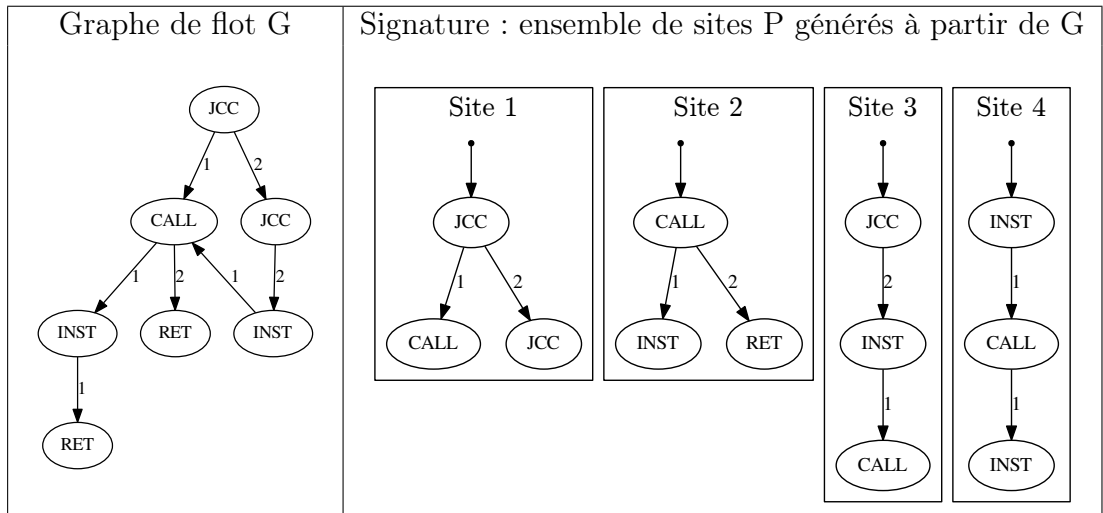 Graphe de flot G
Signature : ensemble de sites P générés à partir de G
JCC
1
2
CALL
JCC
1
2
1
2
INST
RET
INST
1
RET
Site 1
JCC
1
2
CALL
JCC
Site 2
CALL
1
2
INST
RET
Site 3
JCC
2
INST
1
CALL
Site 4
INST
1
CALL
1
INST